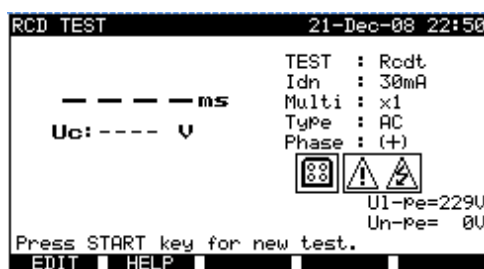 RCD TEST 21-Dec-08 22:50
TEST : Rcdt
Idn : 30mA
Multi : x1
Type : AC
Phase : (+)
----ms
Uc:---- V
Ul-pe=229V
Un-pe= 0V
Press START key for new test.
EDIT HELP